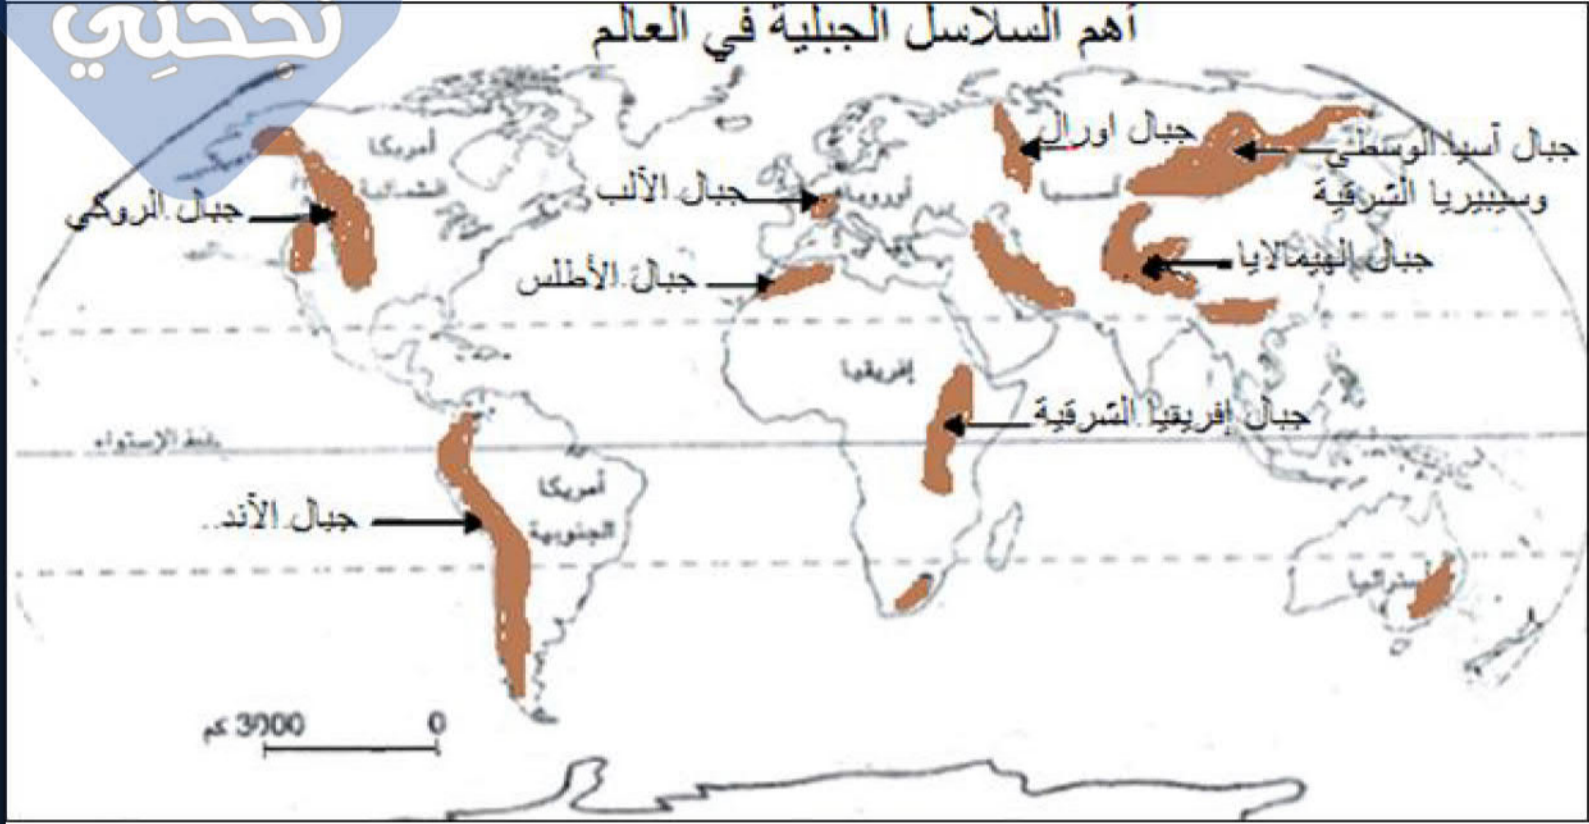 نجحني
أهم السلاسل الجبلية في العالم
أمريكا
الشمالية
جبال الروكي
جبال الألب
أوروبا
جبال اورال
آسيا
جبال آسيا الوسطى
وسيبيريا الشرقية
جبال الهيمالايا
جبال الأطلس
إفريقيا
جبال إفريقيا الشرقية
خط الاستواء
أمريكا
الجنوبية
جبال الأند
أستراليا
0
3000 كم